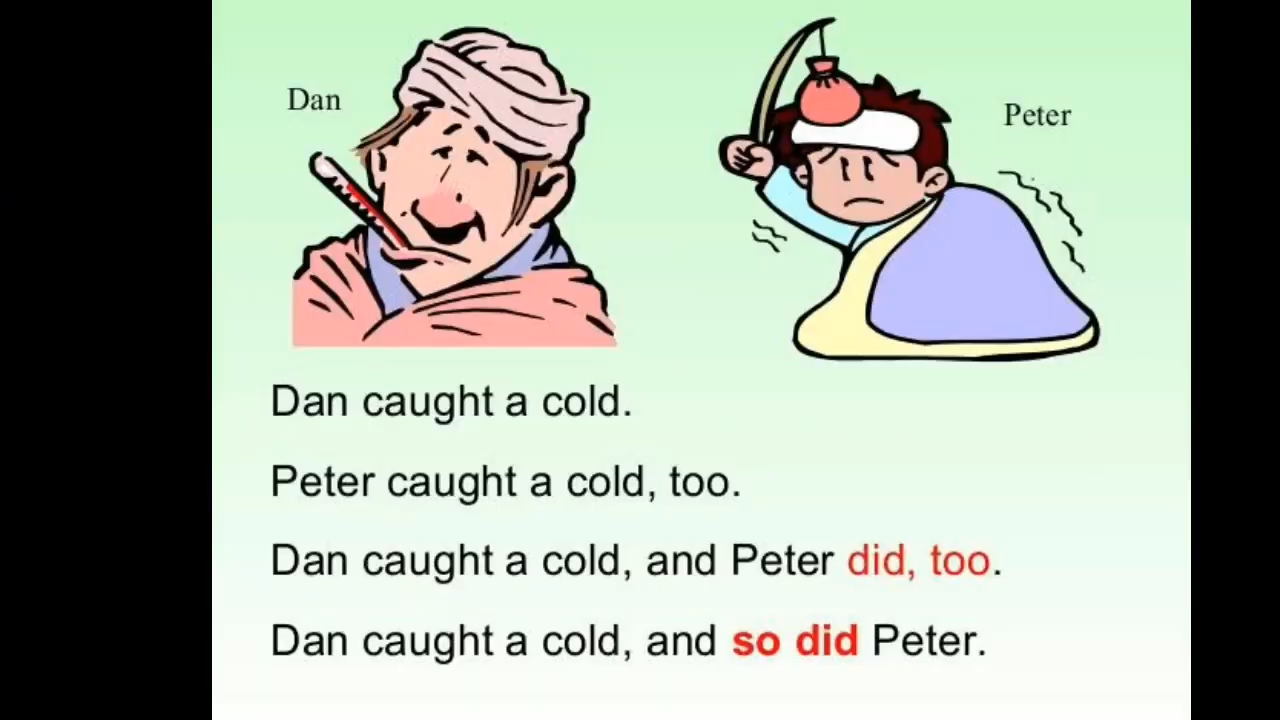 Dan
Peter
Dan caught a cold.
Peter caught a cold, too.
Dan caught a cold, and Peter did, too.
Dan caught a cold, and so did Peter.